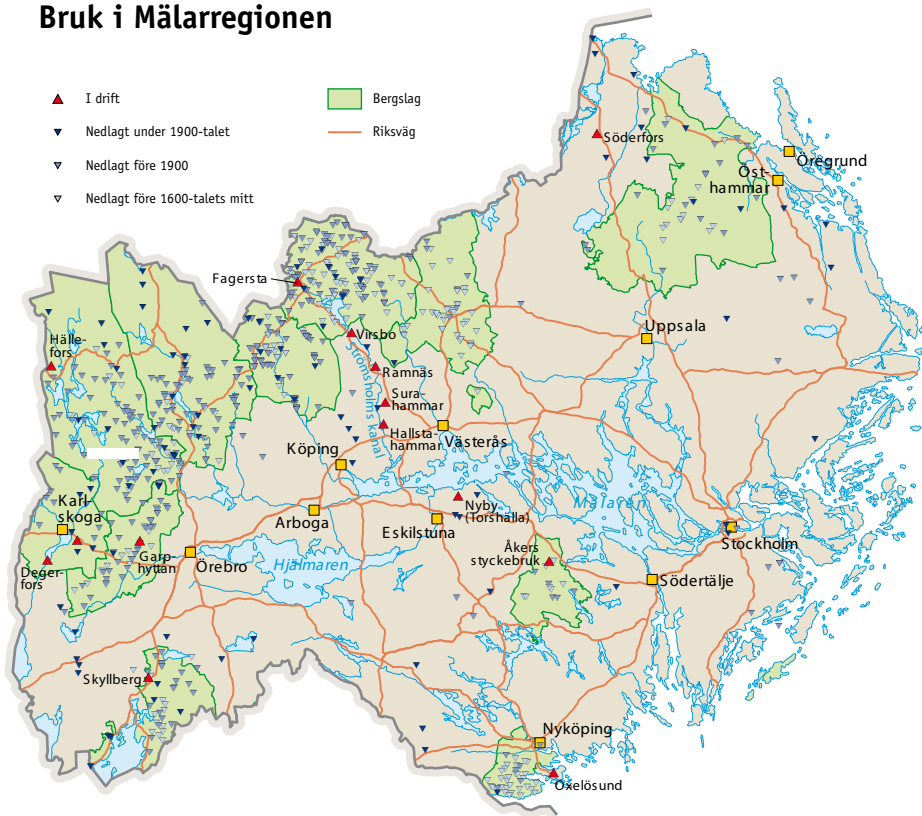 Bruk i Mälarregionen
I drift
Nedlagt under 1900-talet
Nedlagt före 1900
Nedlagt före 1600-talets mitt
Bergslag
Riksväg
Söderfors
Öregrund
Öst-
hammar
Fagersta
Uppsala
Virsbo
Hälle-
fors
Ramnäs
Strömsholms kanal
Sura
hammar
Hallsta-
hammar
Västerås
Köping
Karl-
skoga
Arboga
Nyby
(Torshälla)
Mälaren
Eskilstuna
Stockholm
Garp-
hyttan
Örebro
Hjälmaren
Åkers
styckebruk
Deger-
fors
Södertälje
Skyllberg
Nyköping
Oxelösund